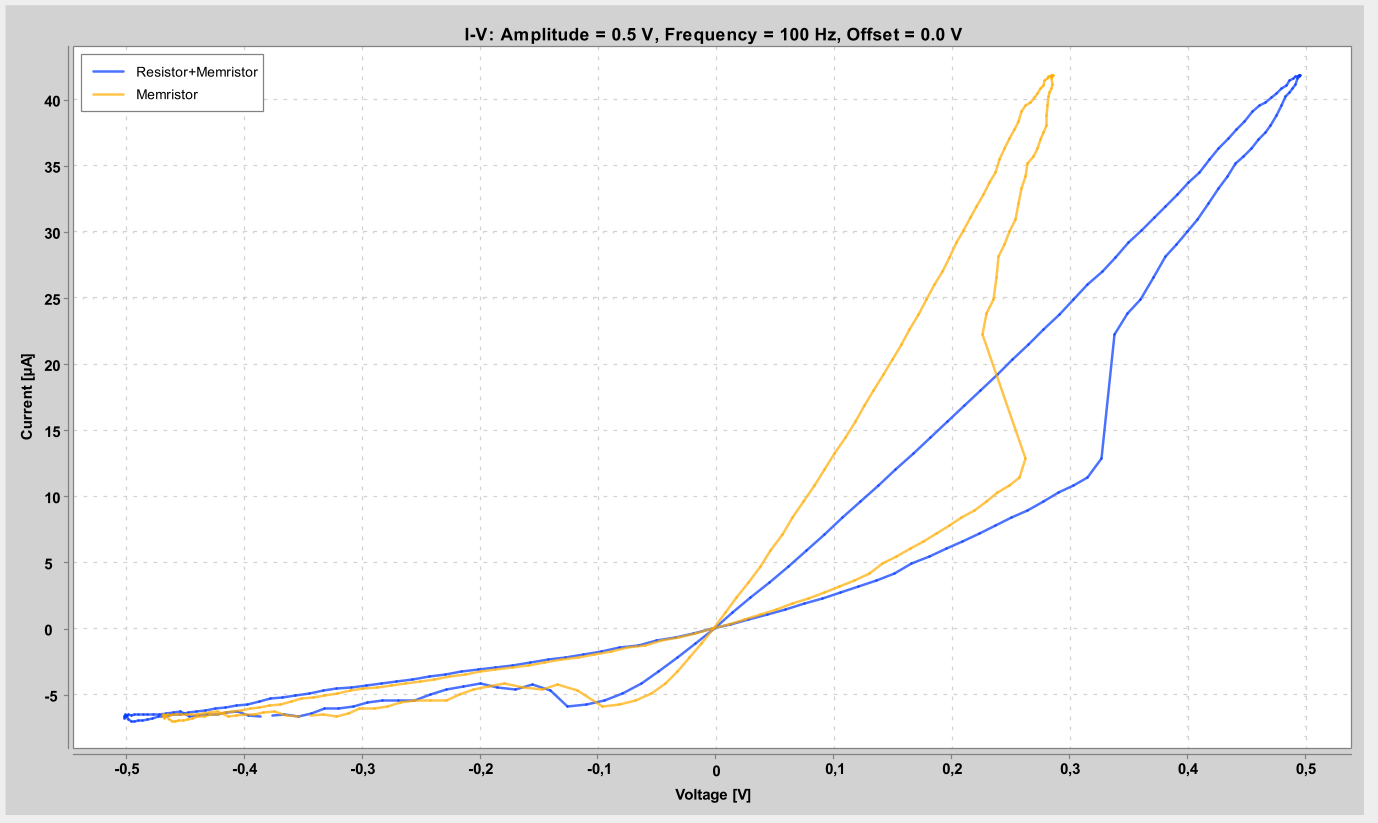 I-V: Amplitude = 0.5 V, Frequency = 100 Hz, Offset = 0.0 V
Resistor+Memristor
Memristor
40
35
30
25
20
15
10
5
0
-5
Current [µA]
-0,5 -0,4 -0,3 -0,2 -0,1 0 0,1 0,2 0,3 0,4 0,5
Voltage [V]